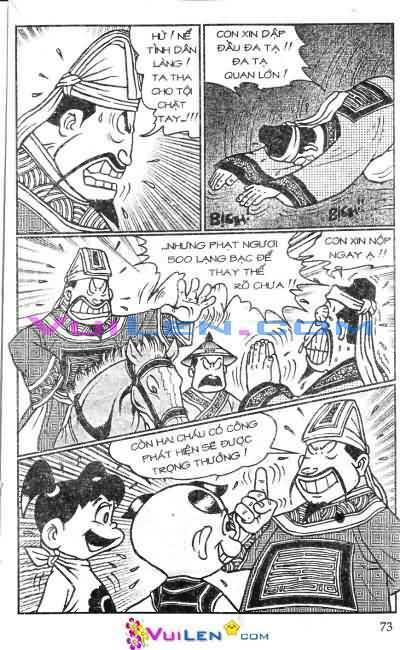 HỪ! NỂ
TÌNH DÂN
LÀNG!
TA THA
CHO TỘI
CHẶT
TAY...!!!
CON XIN DẬP
ĐẦU ĐA TẠ!!
ĐA TẠ
QUAN LỚN!
BỊCH!
BỊCH!!
...NHƯNG PHẠT NGƯƠI
500 LẠNG BẠC ĐỂ
THAY THẾ
RÕ CHƯA!
CON XIN NỘP
NGAY Ạ!!
VuiLen.com
CÒN HAI CHÁU CÓ CÔNG
PHÁT HIỆN SẼ ĐƯỢC
TRỌNG THƯỞNG!
73
VuiLen.com